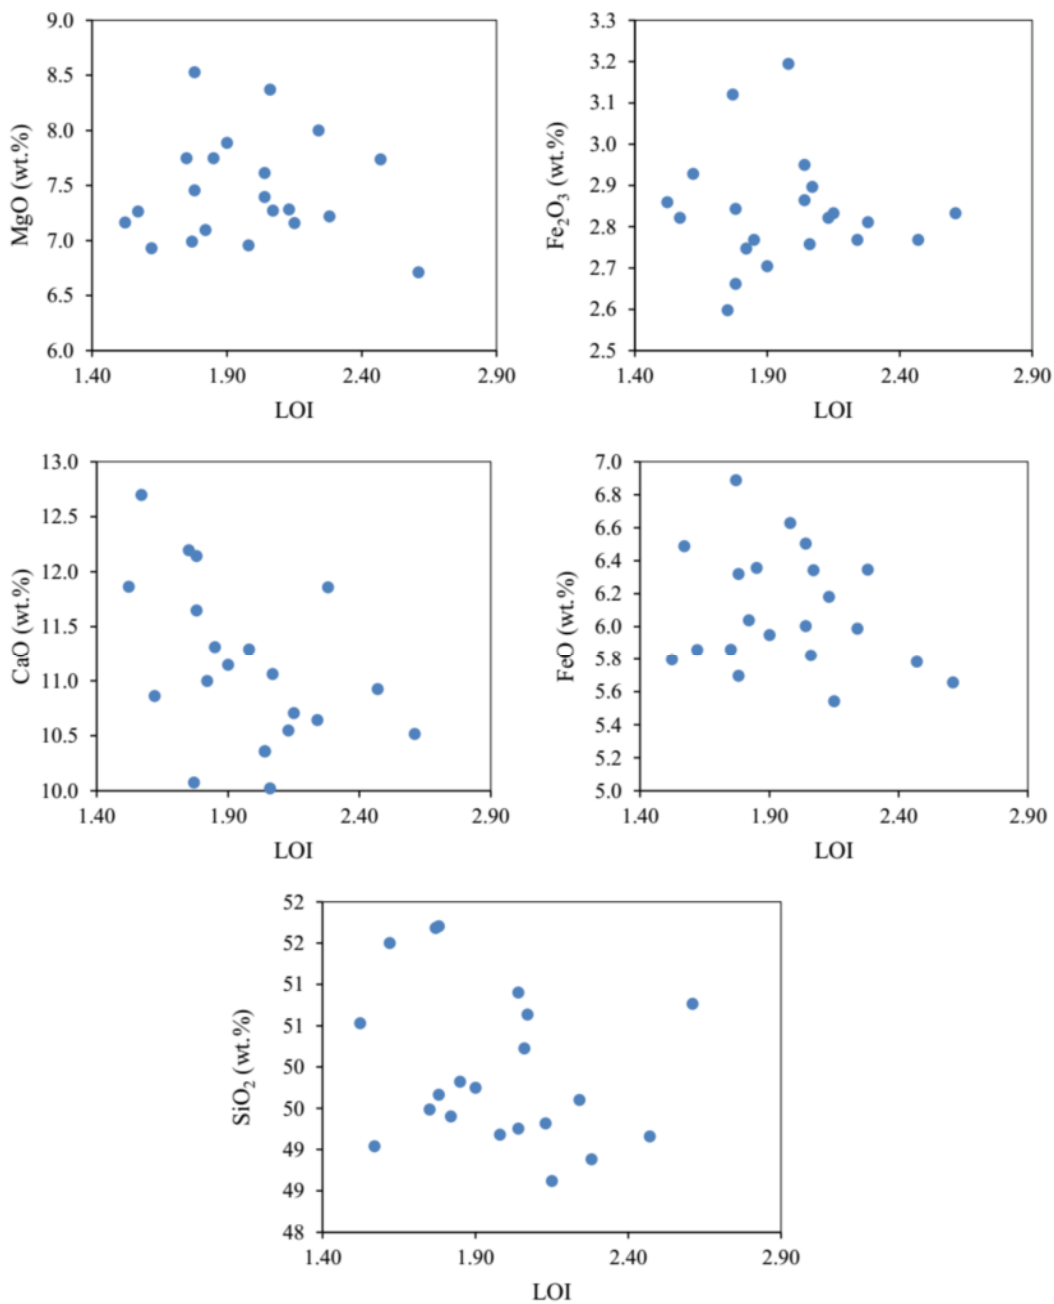 MgO (wt.%)
9.0
8.5
8.0
7.5
7.0
6.5
6.0
1.40 1.90 2.40 2.90
LOI
Fe₂O₃ (wt.%)
3.3
3.2
3.1
3.0
2.9
2.8
2.7
2.6
2.5
1.40 1.90 2.40 2.90
LOI
CaO (wt.%)
13.0
12.5
12.0
11.5
11.0
10.5
10.0
1.40 1.90 2.40 2.90
LOI
FeO (wt.%)
7.0
6.8
6.6
6.4
6.2
6.0
5.8
5.6
5.4
5.2
5.0
1.40 1.90 2.40 2.90
LOI
SiO₂ (wt.%)
52
52
51
51
50
50
49
49
48
1.40 1.90 2.40 2.90
LOI